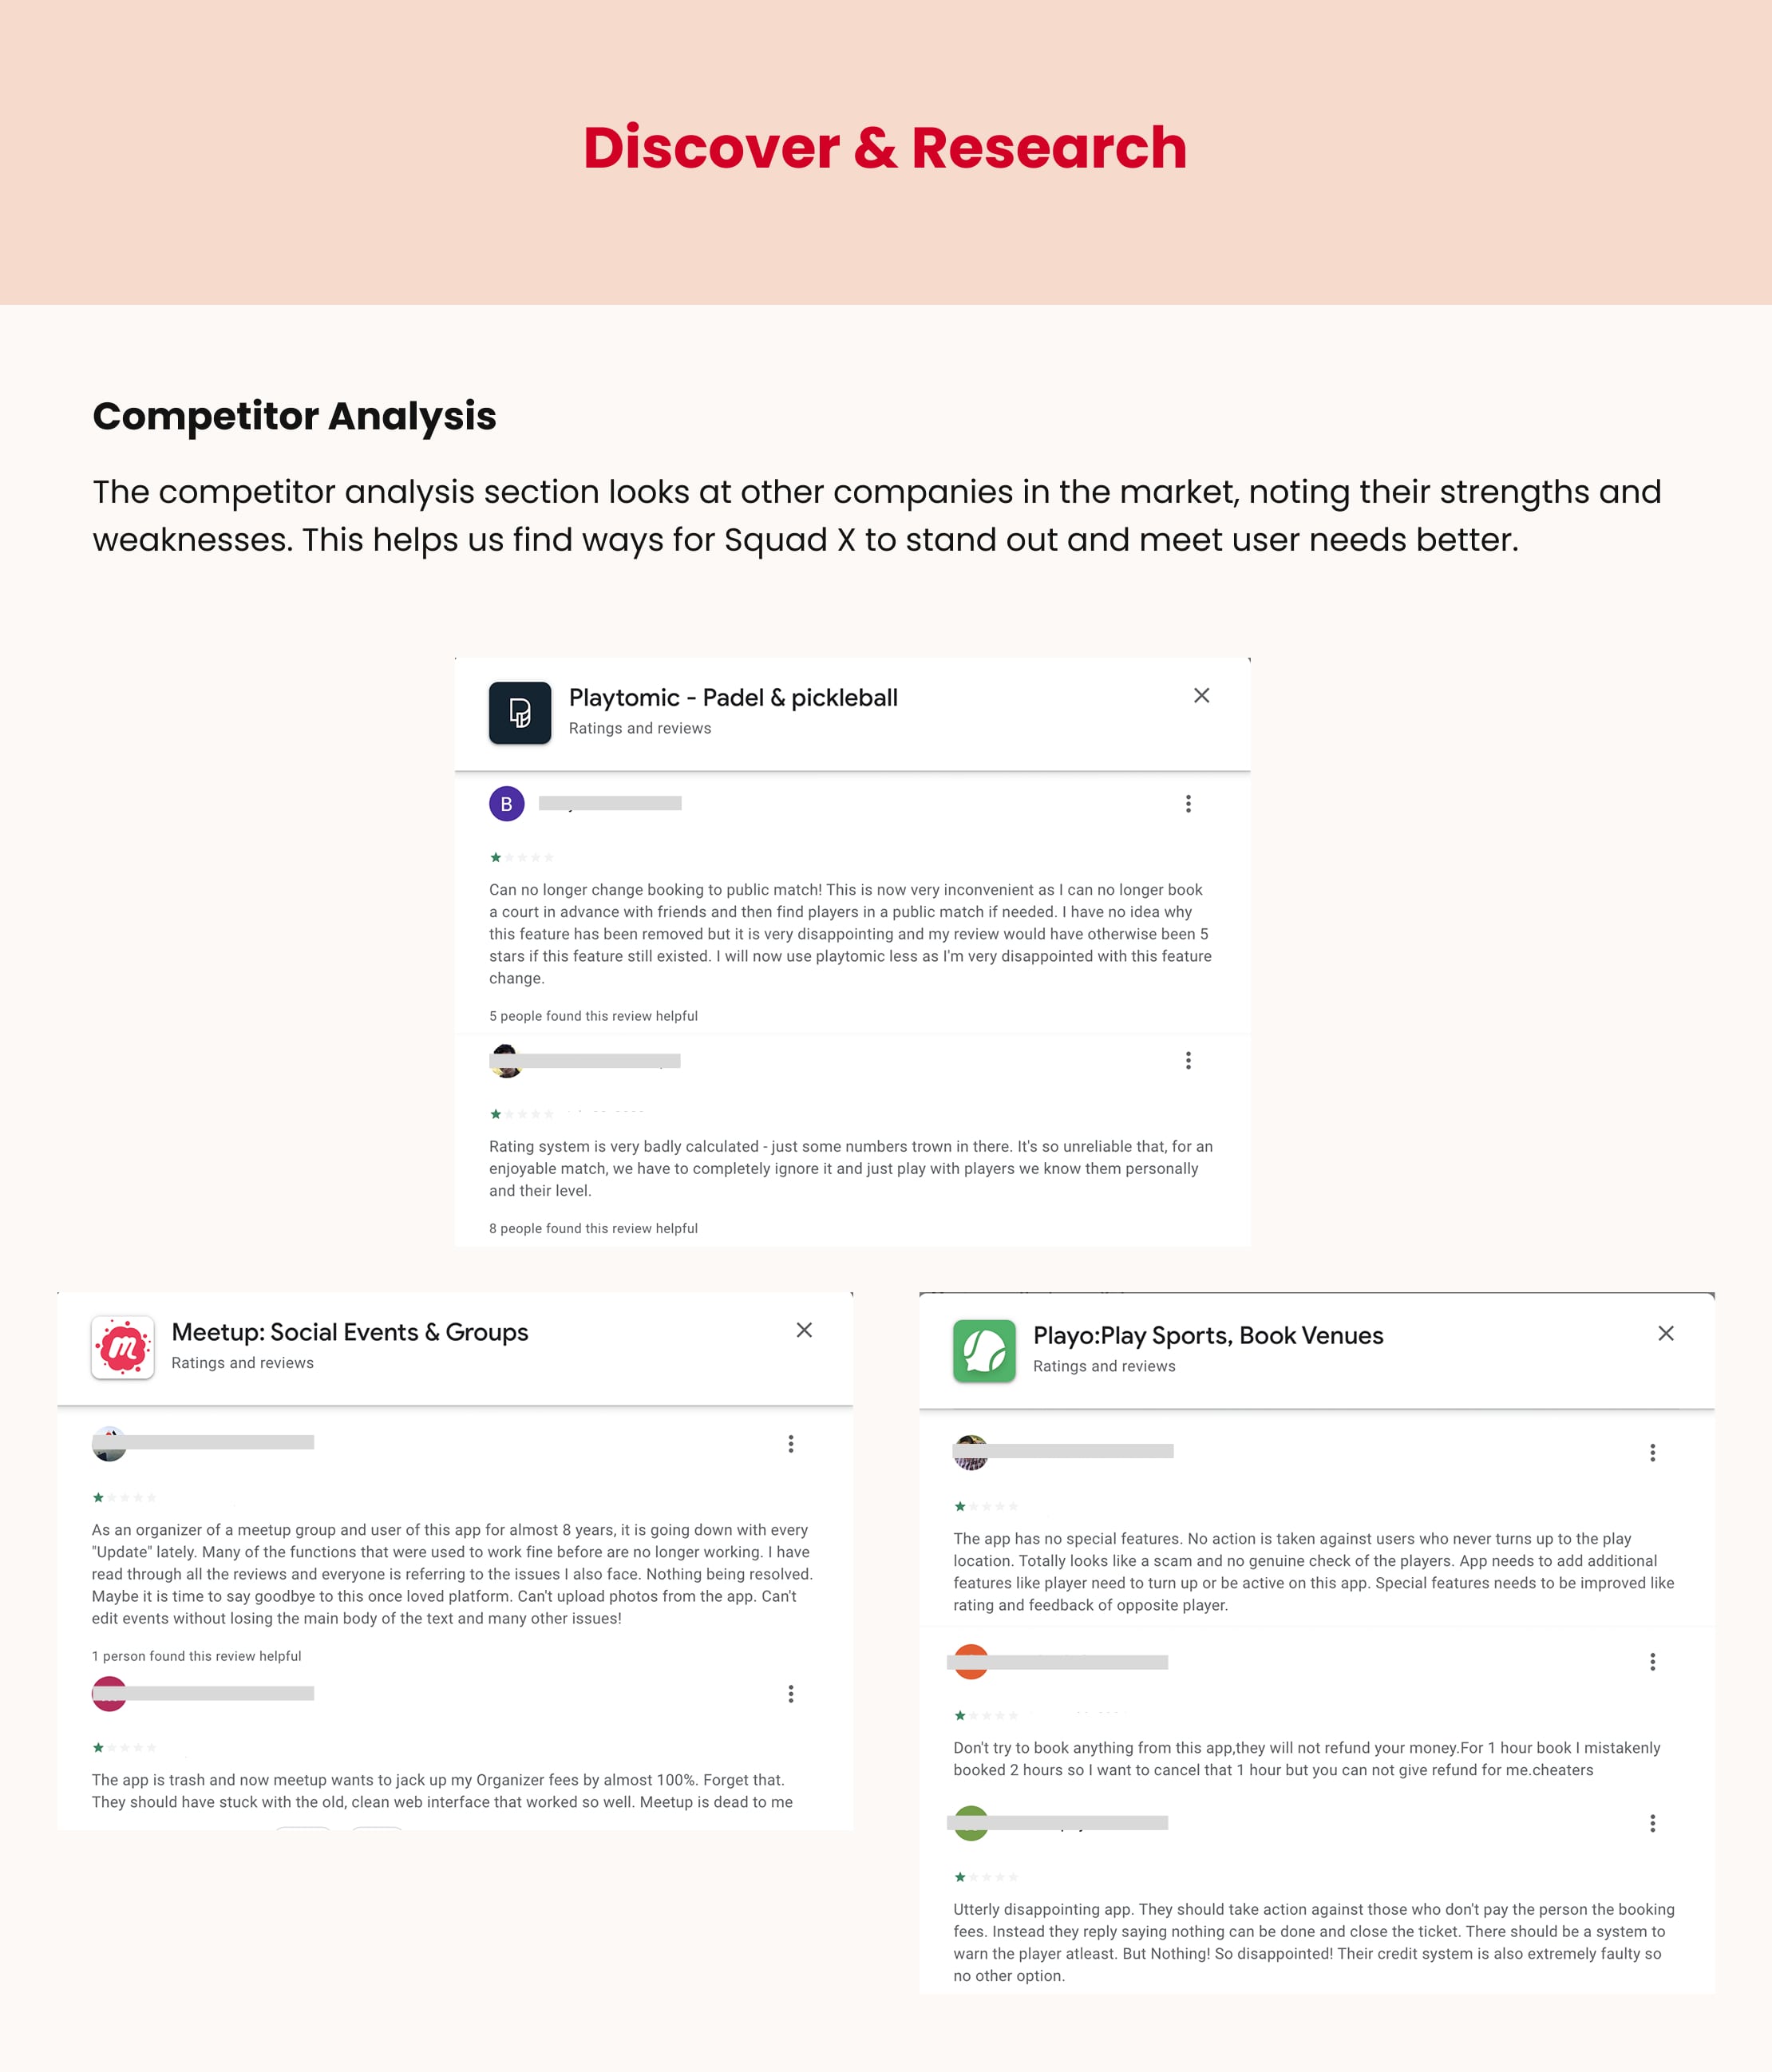 Discover & Research
Competitor Analysis
The competitor analysis section looks at other companies in the market, noting their strengths and
weaknesses. This helps us find ways for Squad X to stand out and meet user needs better.
Playtomic - Padel & pickleball
Ratings and reviews
B
Can no longer change booking to public match! This is now very inconvenient as I can no longer book
a court in advance with friends and then find players in a public match if needed. I have no idea why
this feature has been removed but it is very disappointing and my review would have otherwise been 5
stars if this feature still existed. I will now use playtomic less as I'm very disappointed with this feature
change.
5 people found this review helpful
Rating system is very badly calculated - just some numbers trown in there. It's so unreliable that, for an
enjoyable match, we have to completely ignore it and just play with players we know them personally
and their level.
8 people found this review helpful
m
Meetup: Social Events & Groups
Ratings and reviews
As an organizer of a meetup group and user of this app for almost 8 years, it is going down with every
"Update" lately. Many of the functions that were used to work fine before are no longer working. I have
read through all the reviews and everyone is referring to the issues I also face. Nothing being resolved.
Maybe it is time to say goodbye to this once loved platform. Can't upload photos from the app. Can't
edit events without losing the main body of the text and many other issues!
1 person found this review helpful
The app is trash and now meetup wants to jack up my Organizer fees by almost 100%. Forget that.
They should have stuck with the old, clean web interface that worked so well. Meetup is dead to me
Playo:Play Sports, Book Venues
Ratings and reviews
The app has no special features. No action is taken against users who never turns up to the play
location. Totally looks like a scam and no genuine check of the players. App needs to add additional
features like player need to turn up or be active on this app. Special features needs to be improved like
rating and feedback of opposite player.
Don't try to book anything from this app,they will not refund your money.For 1 hour book I mistakenly
booked 2 hours so I want to cancel that 1 hour but you can not give refund for me.cheaters
Utterly disappointing app. They should take action against those who don't pay the person the booking
fees. Instead they reply saying nothing can be done and close the ticket. There should be a system to
warn the player atleast. But Nothing! So disappointed! Their credit system is also extremely faulty so
no other option.